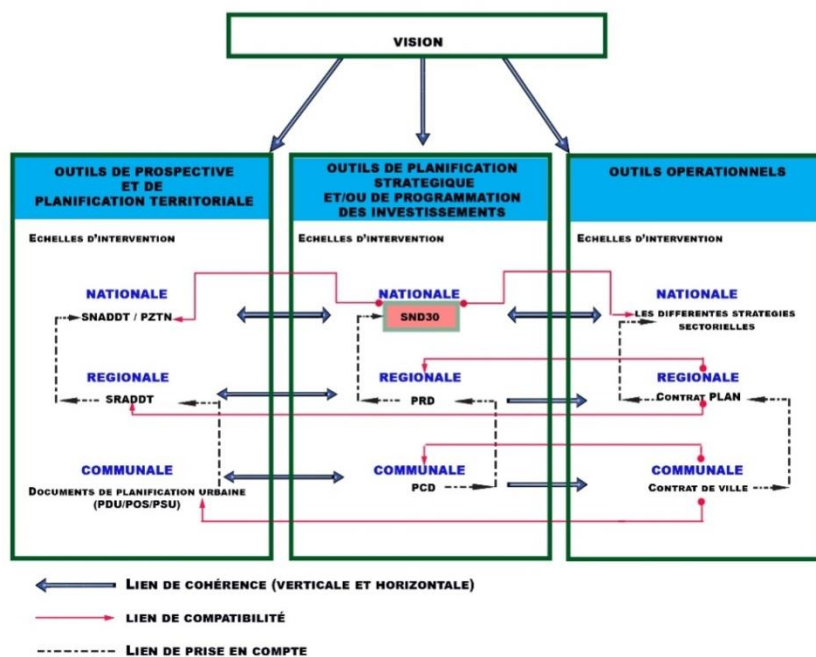 VISION
OUTILS DE PROSPECTIVE
ET DE
PLANIFICATION TERRITORIALE
ECHELLES D'INTERVENTION
NATIONALE
SNADDT / PZTN
REGIONALE
SRADDT
COMMUNALE
DOCUMENTS DE PLANIFICATION URBAINE
(PDU/POS/PSU)
OUTILS DE PLANIFICATION
STRATEGIQUE
ET/OU DE PROGRAMMATION
DES INVESTISSEMENTS
ECHELLES D'INTERVENTION
NATIONALE
SND30
REGIONALE
PRD
COMMUNALE
PCD
OUTILS OPERATIONNELS
ECHELLES D'INTERVENTION
NATIONALE
LES DIFFERENTES STRATEGIES
SECTORIELLES
REGIONALE
CONTRAT PLAN
COMMUNALE
CONTRAT DE VILLE
LIEN DE COHÉRENCE (VERTICALE ET HORIZONTALE)
LIEN DE COMPATIBILITÉ
LIEN DE PRISE EN COMPTE